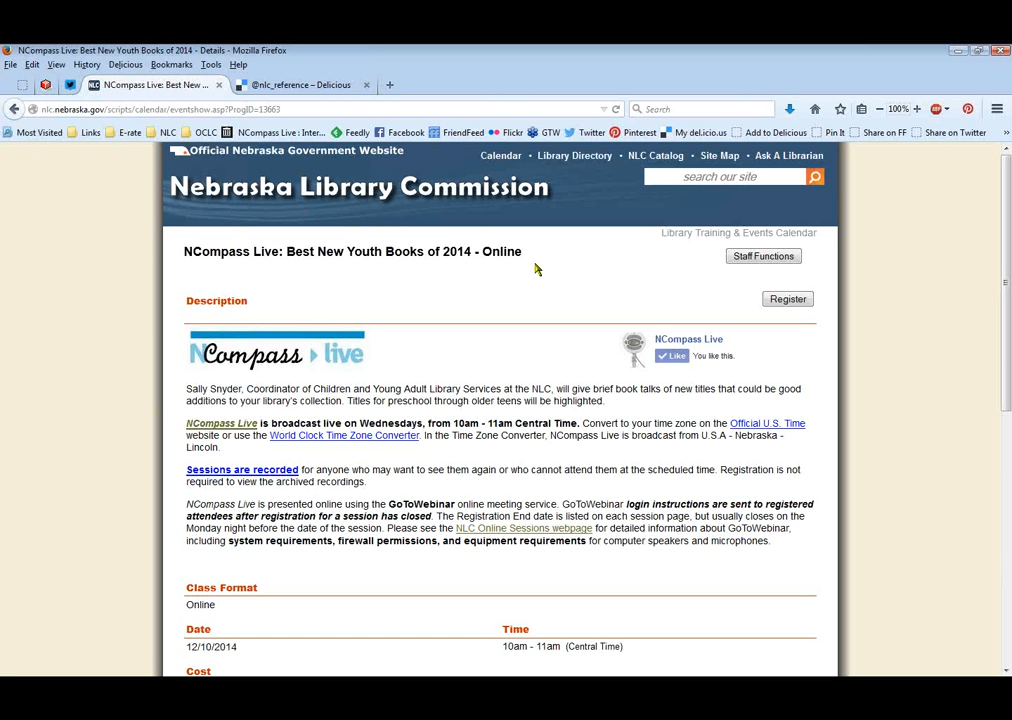 NCompass Live: Best New Youth Books of 2014 - Details - Mozilla Firefox
File Edit View History Delicious Bookmarks Tools Help
NLC NCompass Live: Best New ... × @nlc_reference – Delicious × +
nlc.nebraska.gov/scripts/calendar/eventshow.asp?ProgID=13663 Search 100% ABP
Most Visited Links E-rate NLC OCLC NCompass Live : Inter... Feedly Facebook FriendFeed Flickr GTW Twitter Pinterest My del.icio.us Add to Delicious Pin It Share on FF Share on Twitter »
Official Nebraska Government Website
Calendar • Library Directory • NLC Catalog • Site Map • Ask A Librarian
Nebraska Library Commission
search our site
Library Training & Events Calendar
NCompass Live: Best New Youth Books of 2014 - Online
Staff Functions
Description
Register
NCompass live
NCompass Live
Like You like this.
Sally Snyder, Coordinator of Children and Young Adult Library Services at the NLC, will give brief book talks of new titles that could be good
additions to your library's collection. Titles for preschool through older teens will be highlighted.
NCompass Live is broadcast live on Wednesdays, from 10am - 11am Central Time. Convert to your time zone on the Official U.S. Time
website or use the World Clock Time Zone Converter. In the Time Zone Converter, NCompass Live is broadcast from U.S.A - Nebraska -
Lincoln.
Sessions are recorded for anyone who may want to see them again or who cannot attend them at the scheduled time. Registration is not
required to view the archived recordings.
NCompass Live is presented online using the GoToWebinar online meeting service. GoToWebinar login instructions are sent to registered
attendees after registration for a session has closed. The Registration End date is listed on each session page, but usually closes on the
Monday night before the date of the session. Please see the NLC Online Sessions webpage for detailed information about GoToWebinar,
including system requirements, firewall permissions, and equipment requirements for computer speakers and microphones.
Class Format
Online
Date Time
12/10/2014 10am - 11am (Central Time)
Cost